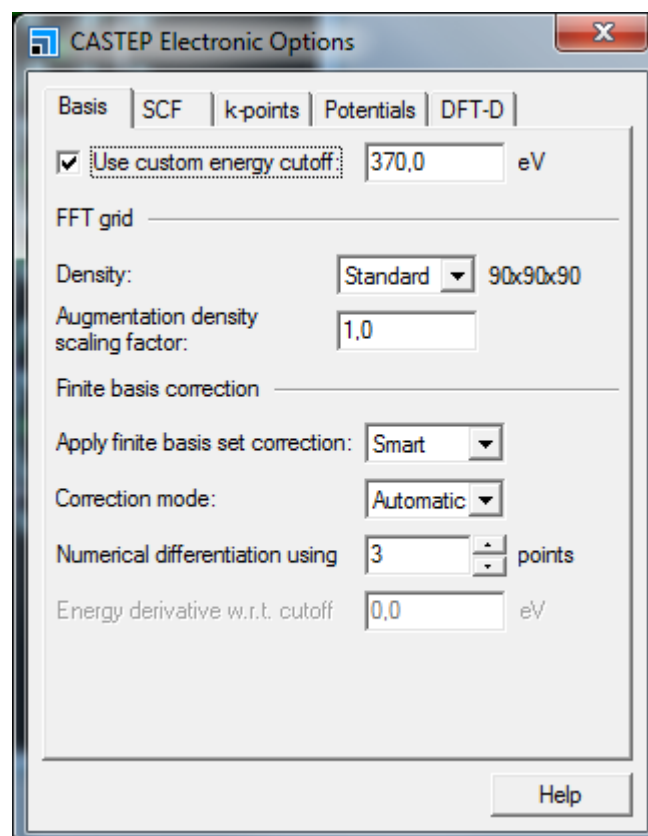 CASTEP Electronic Options
Basis SCF k-points Potentials DFT-D
Use custom energy cutoff: 370,0 eV
FFT grid
Density: Standard 90x90x90
Augmentation density
scaling factor: 1,0
Finite basis correction
Apply finite basis set correction: Smart
Correction mode: Automatic
Numerical differentiation using 3 points
Energy derivative w.r.t. cutoff 0,0 eV
Help